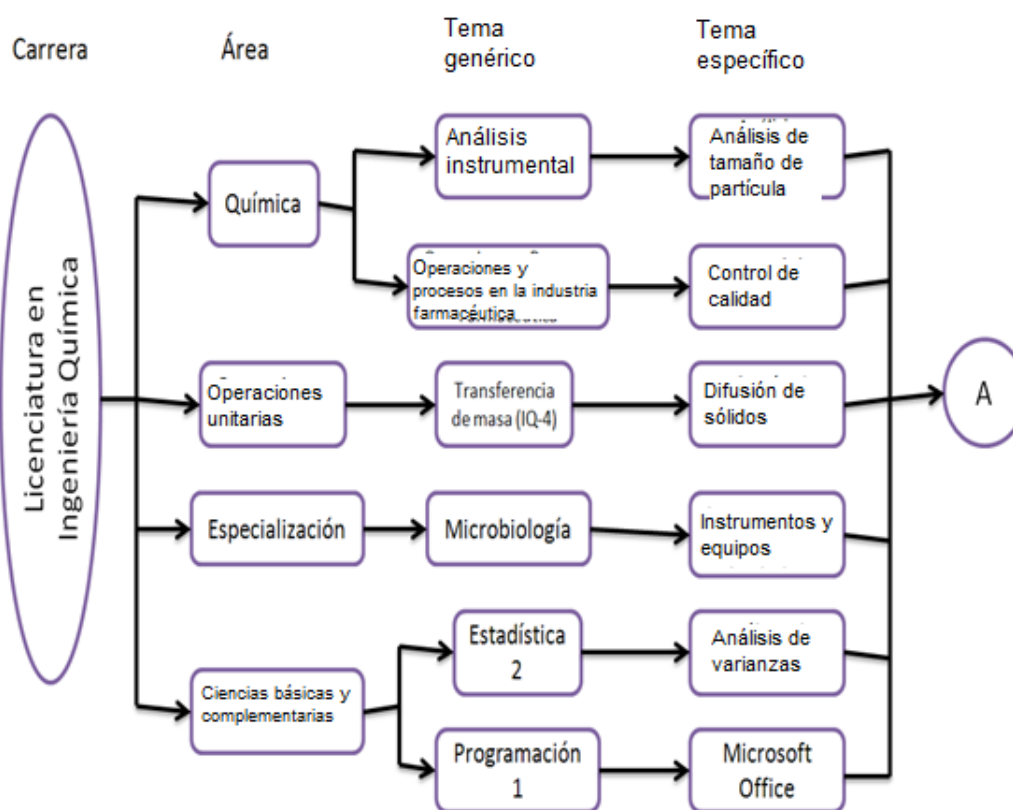 Carrera
Área
Tema
genérico
Tema
específico
Licenciatura en
Ingeniería Química
Química
Análisis
instrumental
Análisis de
tamaño de
partícula
Operaciones y
procesos en la industria
farmapéutica
Control de
calidad
Operaciones
unitarias
Transferencia
de masa (IQ-4)
Difusión de
sólidos
A
Especialización
Microbiología
Instrumentos y
equipos
Ciencias básicas y
complementarias
Estadística
2
Análisis de
varianzas
Programación
1
Microsoft
Office